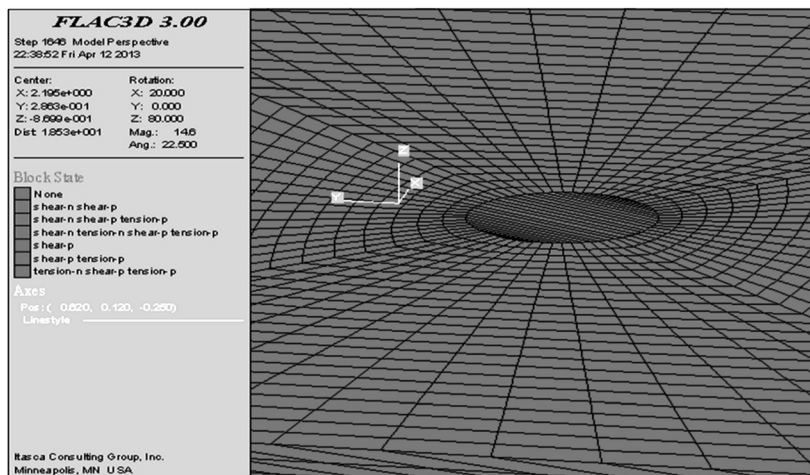 FLAC3D 3.00
Step 1646 Model Perspective
22:38:52 Fri Apr 12 2013
Center:
X: 2.195e+000
Y: 2.863e-001
Z: -8.699e-001
Dist: 1.853e+001
Rotation:
X: 20.000
Y: 0.000
Z: 80.000
Mag.: 14.6
Ang.: 22.500
Block State
None
shear-n shear-p
shear-n shear-p tension-p
shear-n tension-n shear-p tension-p
shear-p
shear-p tension-p
tension-n shear-p tension-p
Axes
Pos: ( 0.620, 0.120, -0.250)
Linestyle
Itasca Consulting Group, Inc.
Minneapolis, MN USA
Z
X
Y